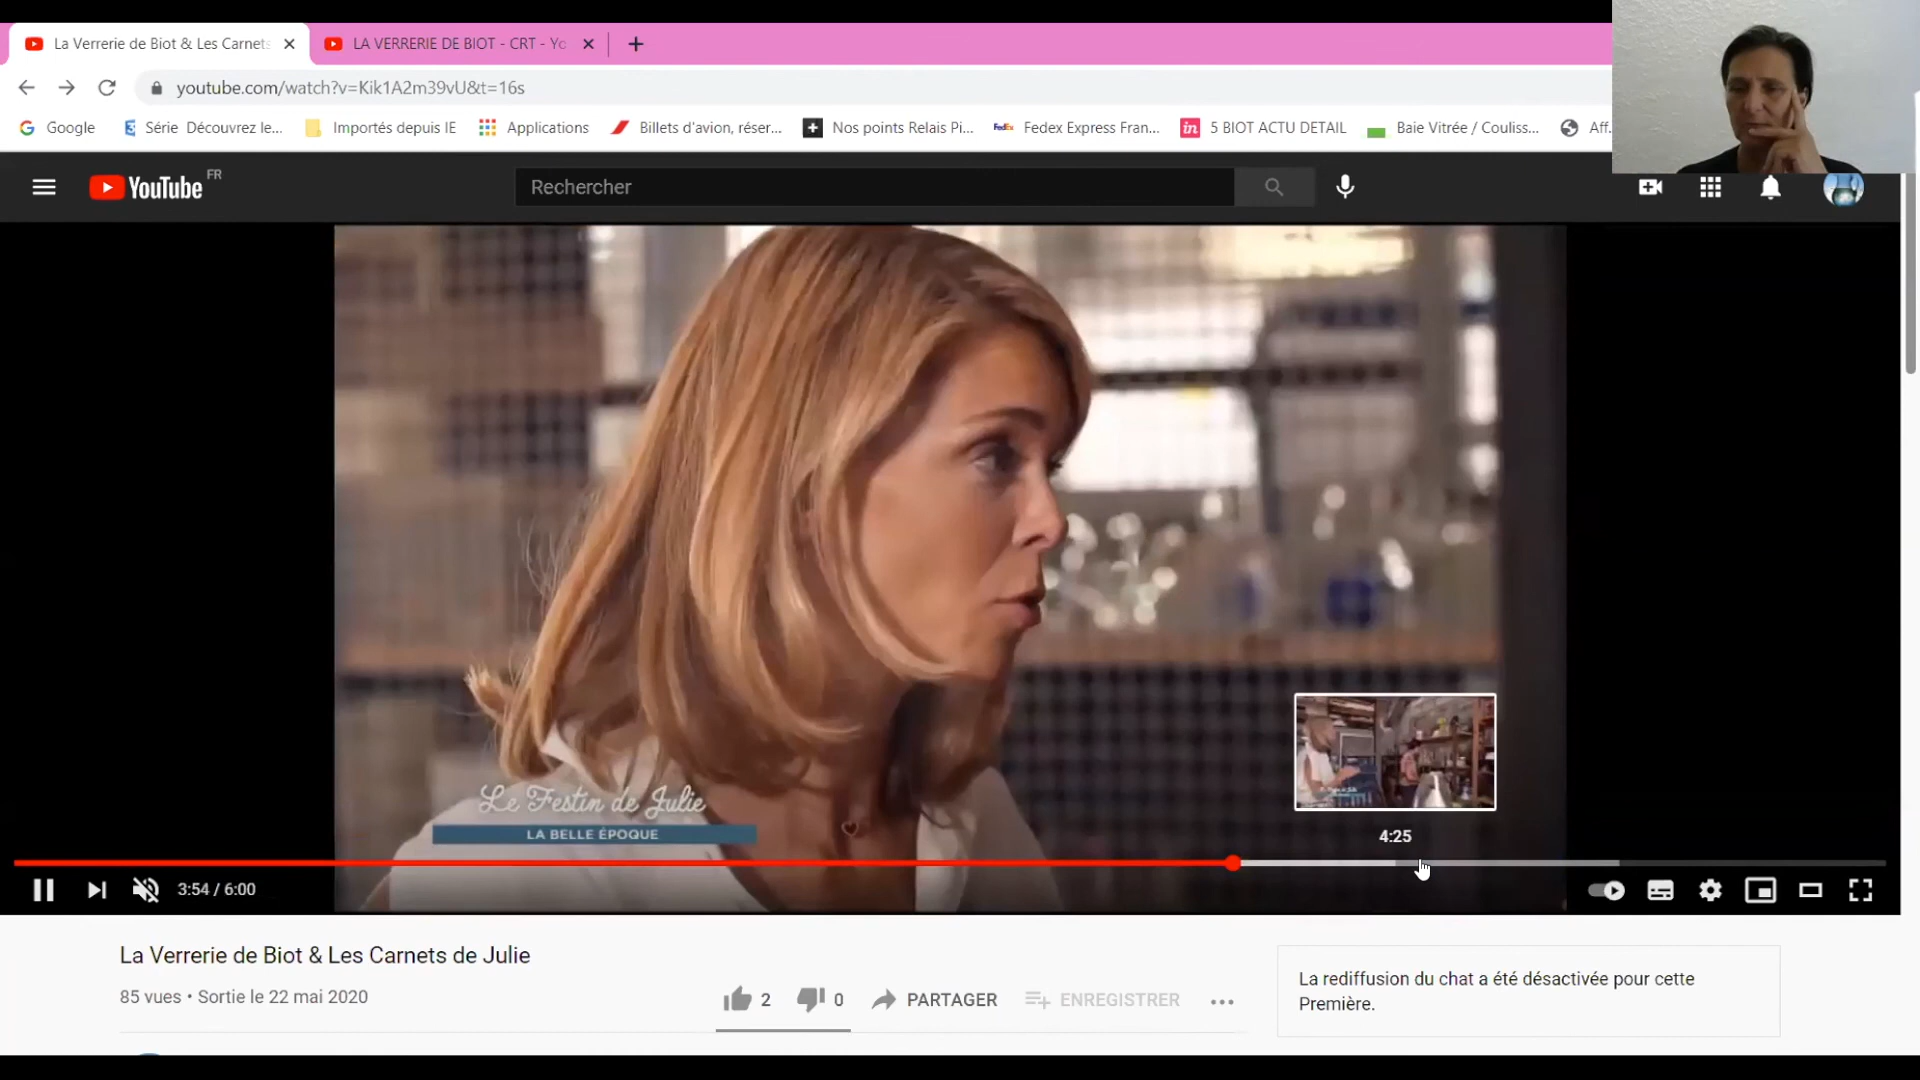 La Verrerie de Biot & Les Carnets
LA VERRERIE DE BIOT - CRT - Yo
youtube.com/watch?v=Kik1A2m39vU&t=16s
Google
Série Découvrez le...
Importés depuis IE
Applications
Billets d'avion, réser...
Nos points Relais Pi...
FedEx
Fedex Express Fran...
in
5 BIOT ACTU DETAIL
Baie Vitrée / Couliss...
Aff.
YouTube FR
Rechercher
Le Festin de Julie
LA BELLE ÉPOQUE
4:25
3:54 / 6:00
La Verrerie de Biot & Les Carnets de Julie
85 vues • Sortie le 22 mai 2020
2
0
PARTAGER
ENREGISTRER
La rediffusion du chat a été désactivée pour cette
Première.